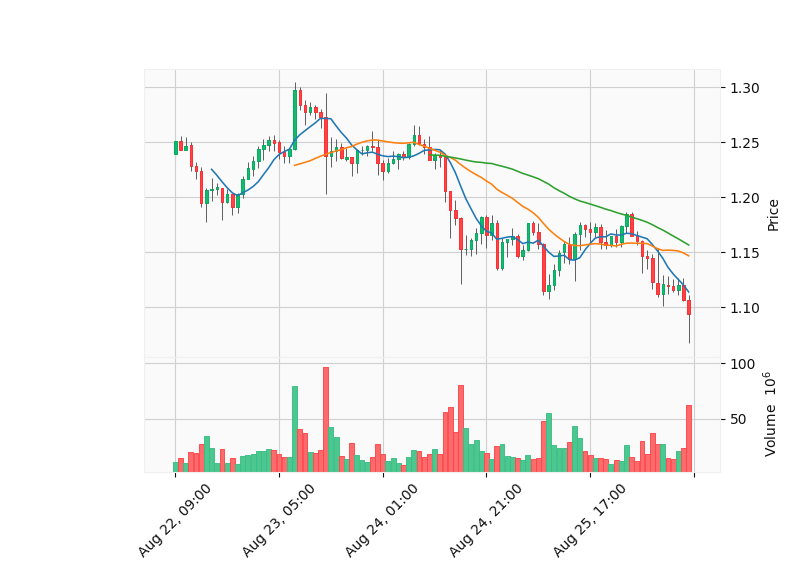 1.30
1.25
1.20
1.15
1.10
Price
100
50
Volume 10^6
Aug 22, 09:00
Aug 23, 05:00
Aug 24, 01:00
Aug 24, 21:00
Aug 25, 17:00